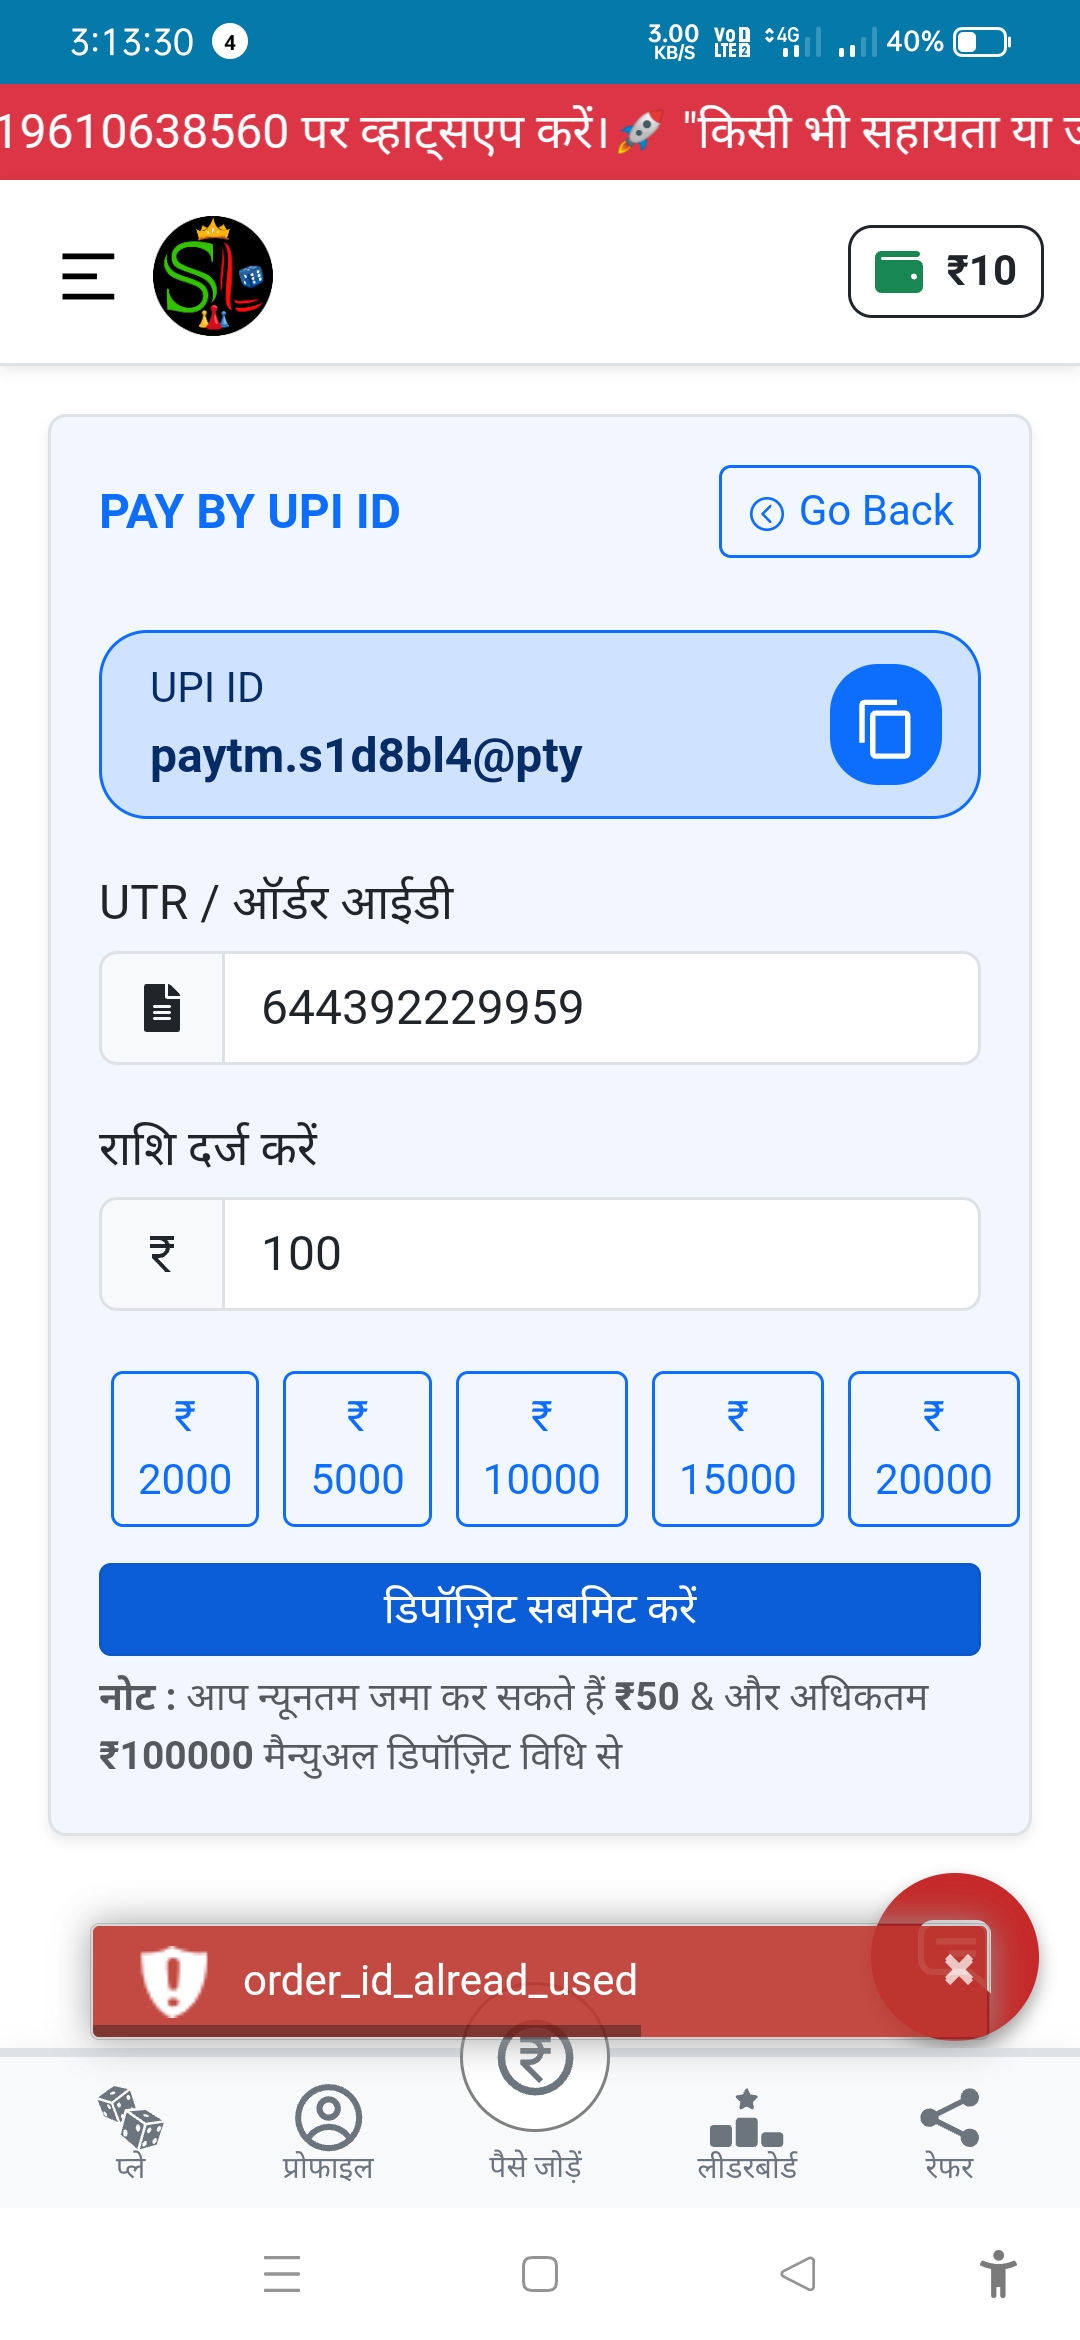 3:13:30 4 3.00 KB/S VoD LTE2 4G 40%
19610638560 पर व्हाट्सएप करें।🚀 "किसी भी सहायता या
SL
₹10
PAY BY UPI ID
Go Back
UPI ID
paytm.s1d8bl4@pty
UTR / ऑर्डर आईडी
644392229959
राशि दर्ज करें
₹ 100
₹ 2000
₹ 5000
₹ 10000
₹ 15000
₹ 20000
डिपॉज़िट सबमिट करें
नोट : आप न्यूनतम जमा कर सकते हैं ₹50 & और अधिकतम
₹100000 मैन्युअल डिपॉज़िट विधि से
order_id_alread_used
प्ले
प्रोफाइल
पैसे जोड़ें
लीडरबोर्ड
रेफर